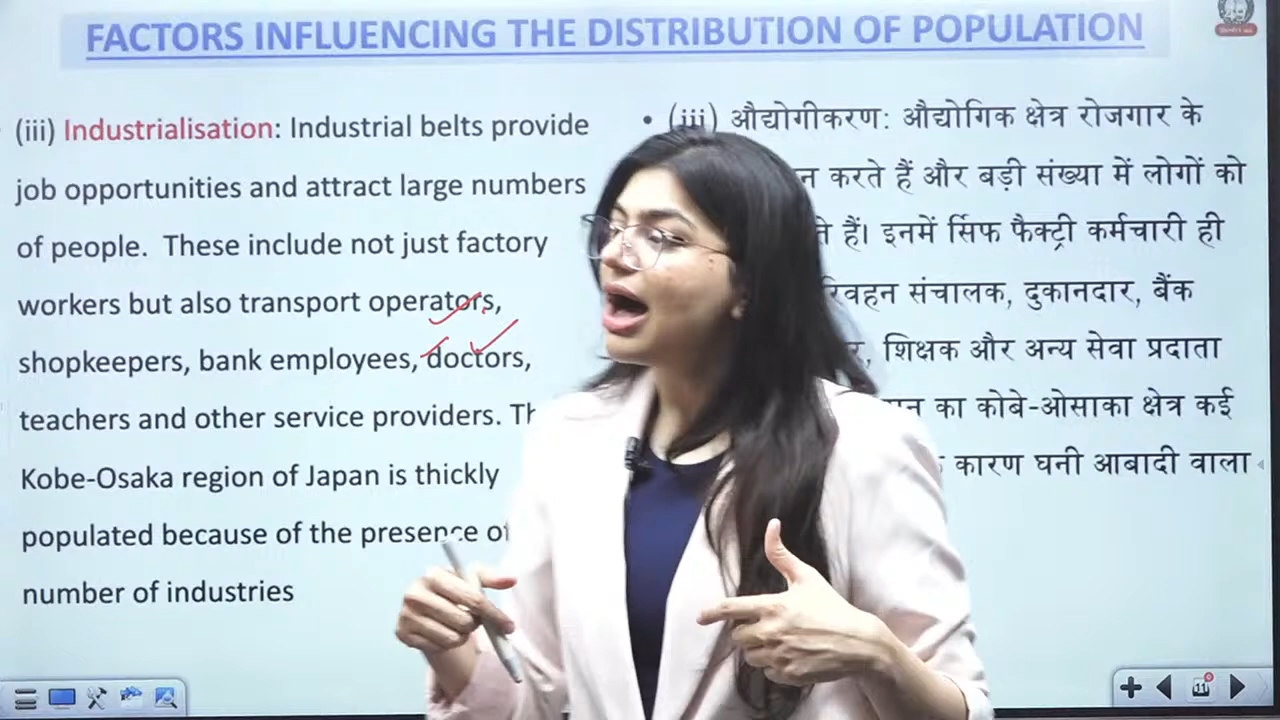 FACTORS INFLUENCING THE DISTRIBUTION OF POPULATION
(iii) Industrialisation: Industrial belts provide
job opportunities and attract large numbers
of people. These include not just factory
workers but also transport operators,
shopkeepers, bank employees, doctors,
teachers and other service providers. Th
Kobe-Osaka region of Japan is thickly
populated because of the presence of
number of industries
• (iii) औद्योगीकरण: औद्योगिक क्षेत्र रोजगार के
न करते हैं और बड़ी संख्या में लोगों को
ते हैं। इनमें सिर्फ फैक्ट्री कर्मचारी ही
रिवहन संचालक, दुकानदार, बैंक
र, शिक्षक और अन्य सेवा प्रदाता
का कोबे-ओसाका क्षेत्र कई
कारण घनी आबादी वाला
11